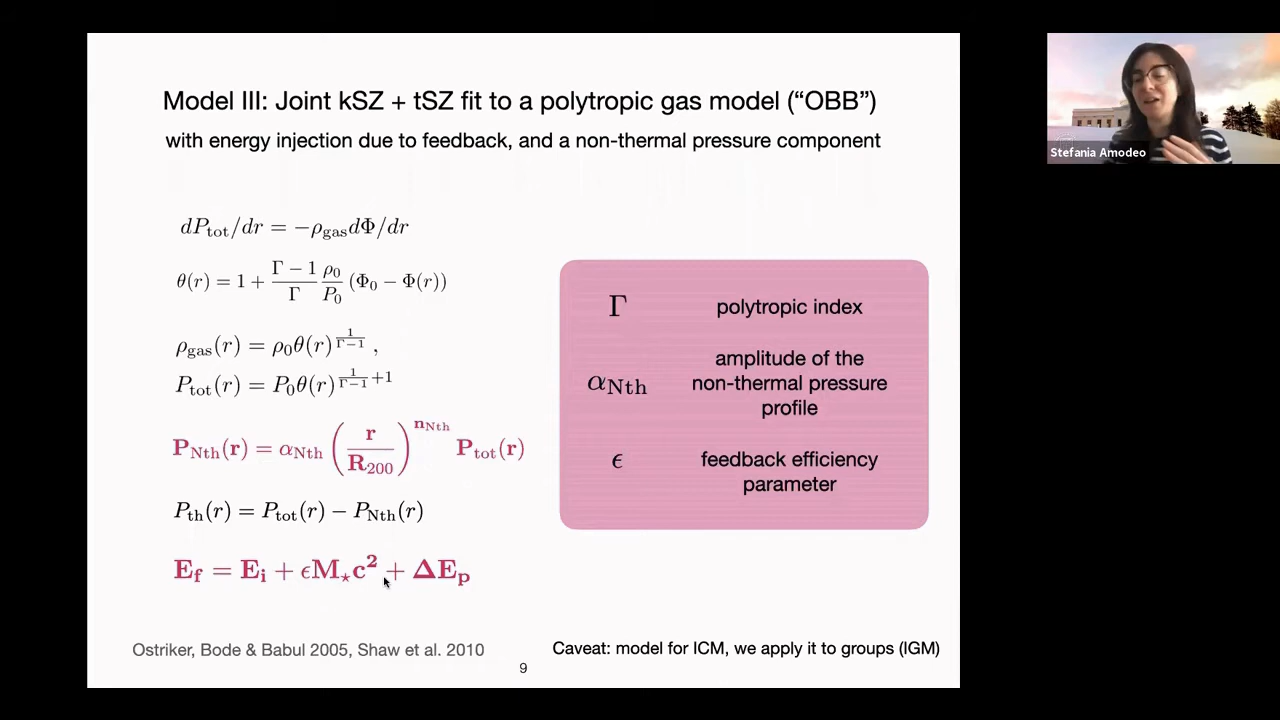 Model III: Joint kSZ + tSZ fit to a polytropic gas model (“OBB”)
with energy injection due to feedback, and a non-thermal pressure component
dP_tot/dr = −ρ_gas dΦ/dr
θ(r) = 1 + (Γ − 1)/Γ ρ_0/P_0 (Φ_0 − Φ(r))
ρ_gas(r) = ρ_0θ(r)^(1/(Γ−1)) ,
P_tot(r) = P_0θ(r)^(1/(Γ−1)+1)
P_Nth(r) = α_Nth (r/R_200)^(n_Nth) P_tot(r)
P_th(r) = P_tot(r) − P_Nth(r)
E_f = E_i + ϵM_⋆c^2 + ΔE_p
Γ polytropic index
α_Nth amplitude of the
non-thermal pressure
profile
ϵ feedback efficiency
parameter
Ostriker, Bode & Babul 2005, Shaw et al. 2010
9
Caveat: model for ICM, we apply it to groups (IGM)
Stefania Amodeo